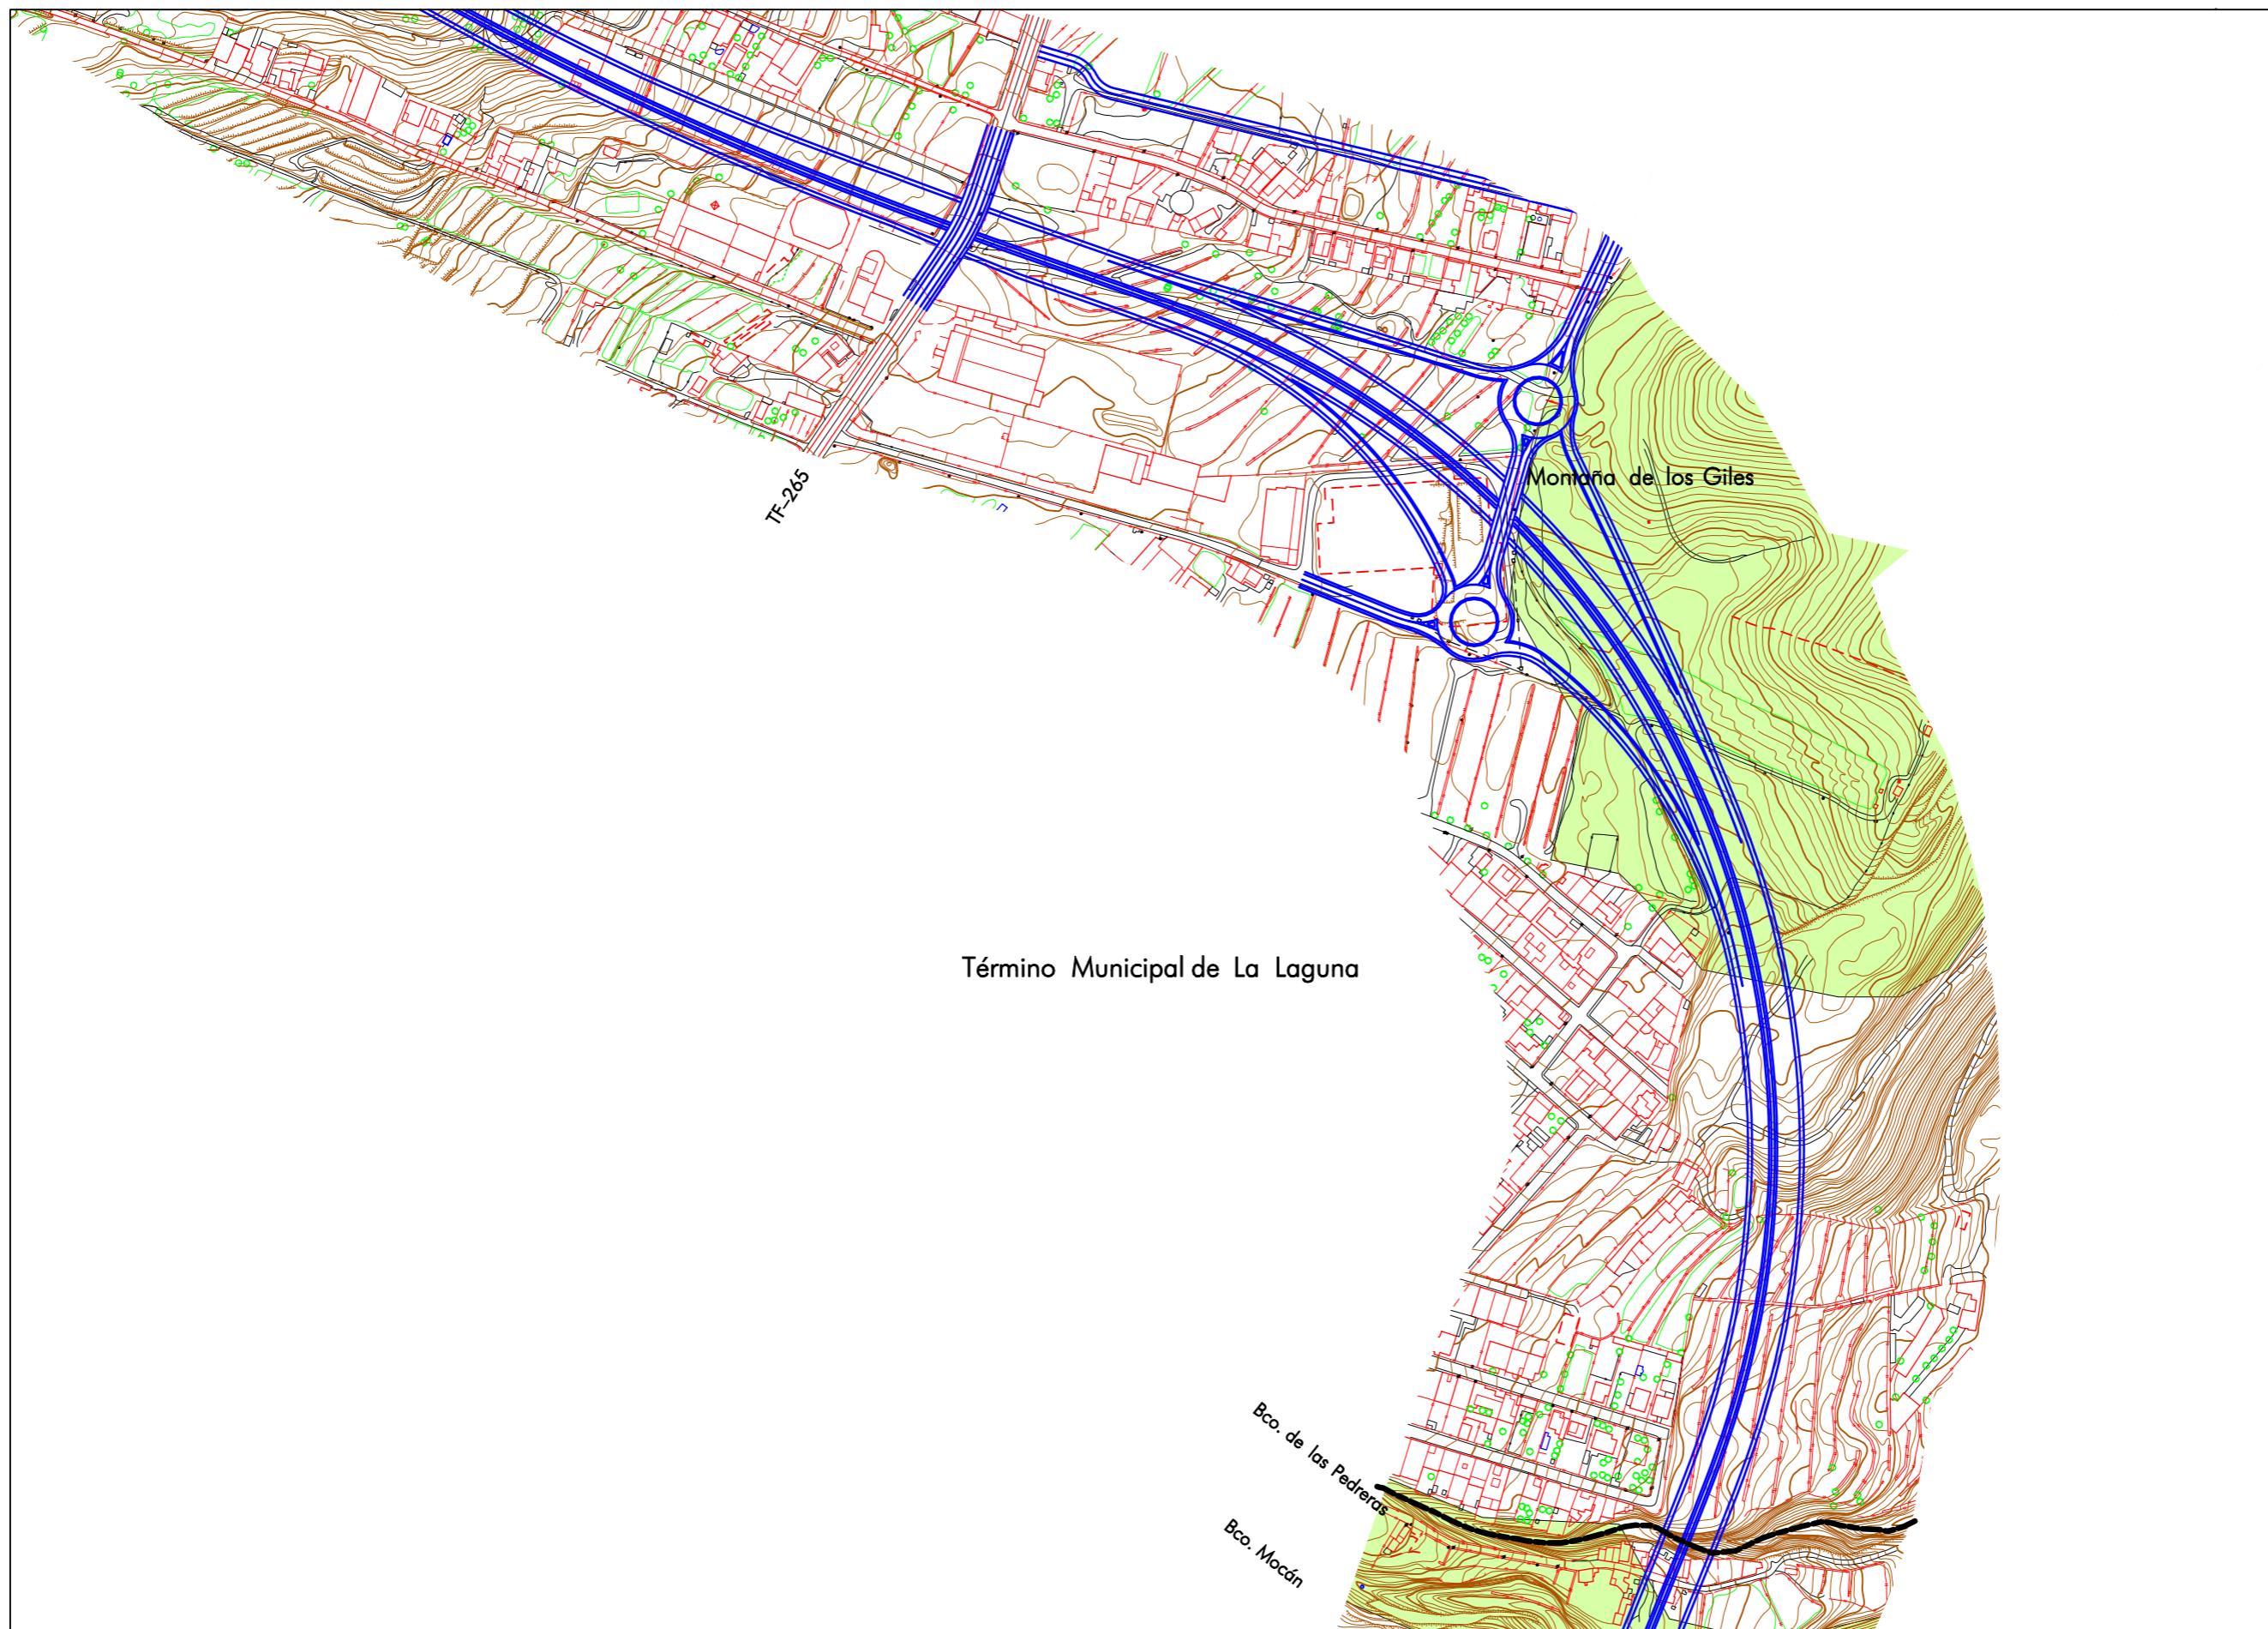 TF-265
Montaña de los Giles
Término Municipal de La Laguna
Bco. de las Pedreras
Bco. Mocán